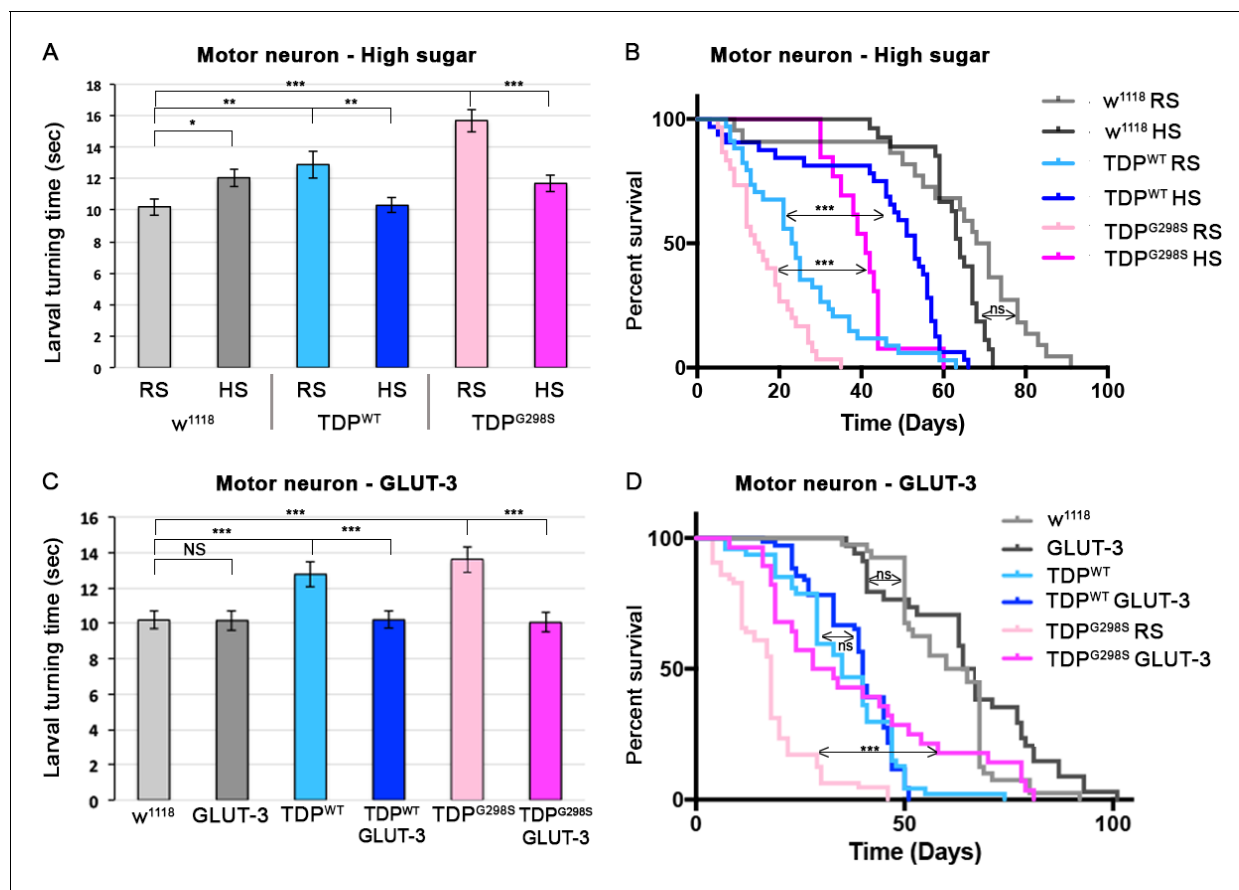 A
Motor neuron - High sugar
Larval turning time (sec)
18
16
14
12
10
8
6
4
2
0
***
**
**
***
*
RS
HS
RS
HS
RS
HS
w1118
TDPWT
TDPG298S
B
Motor neuron - High sugar
Percent survival
100
50
0
***
***
ns
0
20
40
60
80
100
Time (Days)
w1118 RS
w1118 HS
TDPWT RS
TDPWT HS
TDPG298S RS
TDPG298S HS
C
Motor neuron - GLUT-3
Larval turning time (sec)
16
14
12
10
8
6
4
2
0
***
***
***
***
NS
w1118
GLUT-3
TDPWT
TDPWT
GLUT-3
TDPG298S
TDPG298S
GLUT-3
D
Motor neuron - GLUT-3
Percent survival
100
50
0
ns
ns
***
0
50
100
Time (Days)
w1118
GLUT-3
TDPWT
TDPWT GLUT-3
TDPG298S RS
TDPG298S GLUT-3